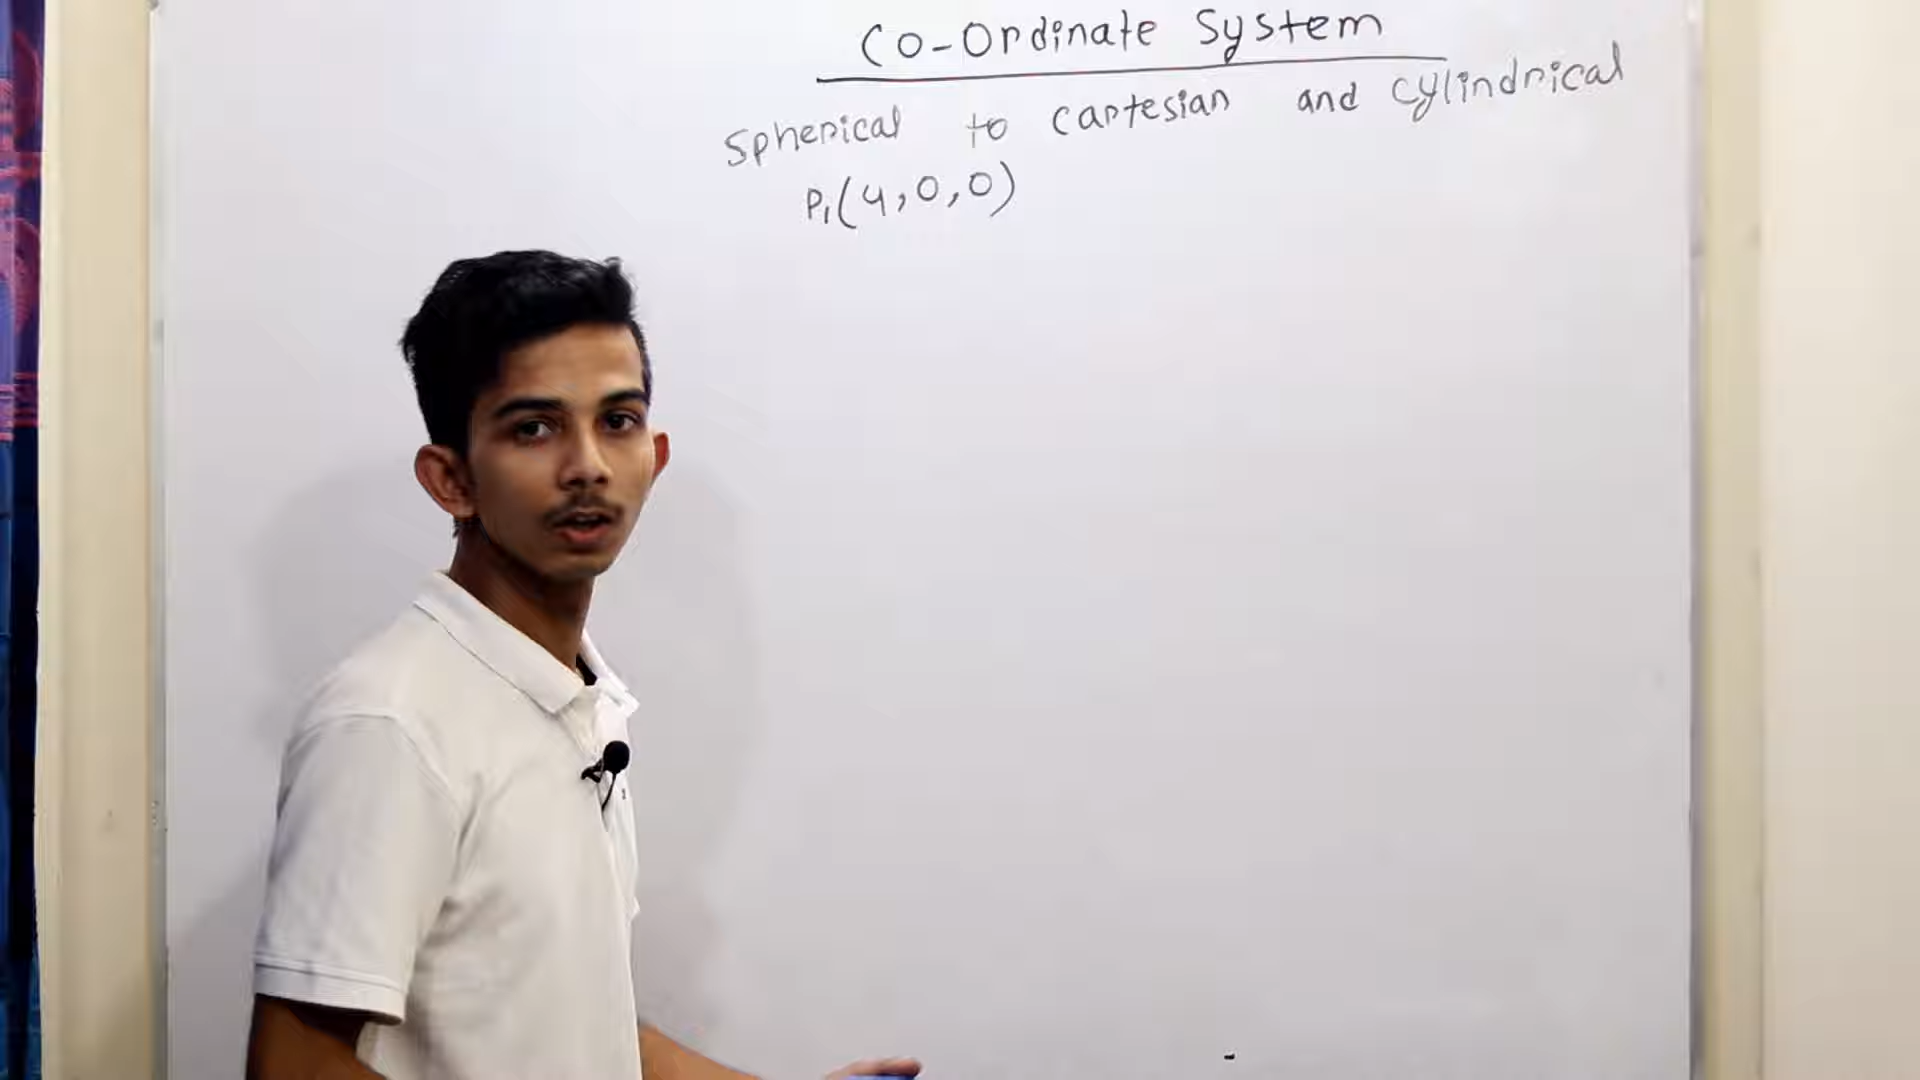 Co-Ordinate System
Spherical to cartesian and cylindrical
P₁(4,0,0)